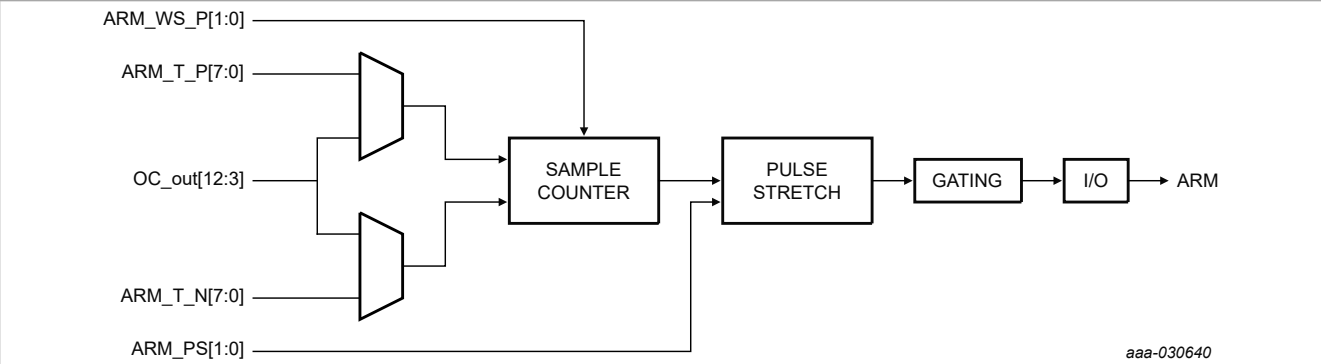 ARM_WS_P[1:0]
ARM_T_P[7:0]
OC_out[12:3]
ARM_T_N[7:0]
ARM_PS[1:0]
SAMPLE
COUNTER
PULSE
STRETCH
GATING
I/O
ARM
aaa-030640